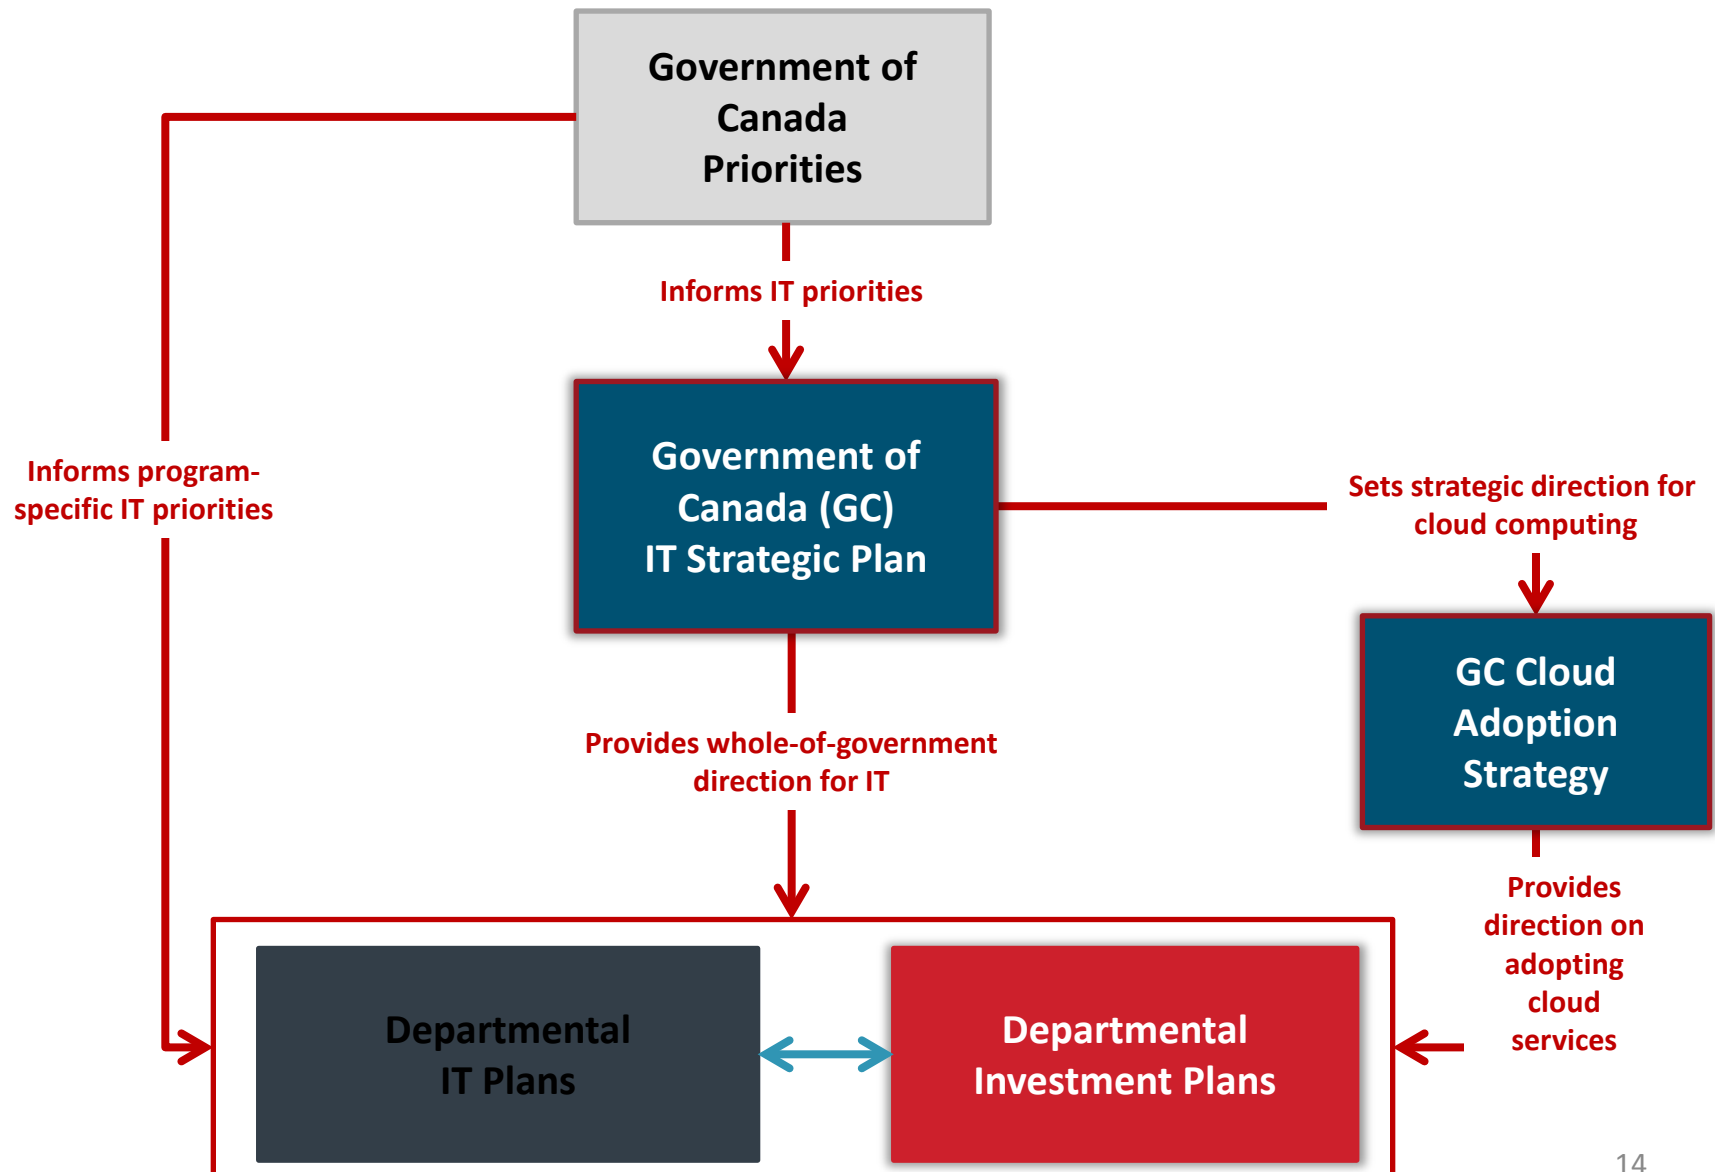 Government of
Canada
Priorities
Informs IT priorities
Informs program-
specific IT priorities
Government of
Canada (GC)
IT Strategic Plan
Sets strategic direction for
cloud computing
GC Cloud
Adoption
Strategy
Provides whole-of-government
direction for IT
Provides
direction on
adopting
cloud
services
Departmental
IT Plans
Departmental
Investment Plans
14